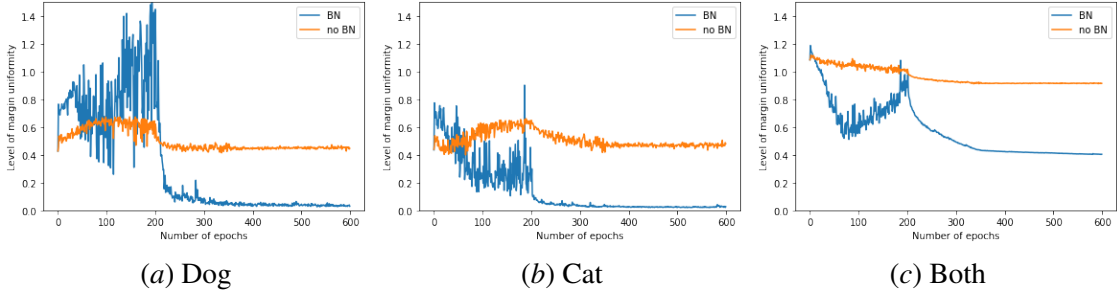 Level of margin uniformity
1.4
1.2
1.0
0.8
0.6
0.4
0.2
0.0
BN
no BN
0 100 200 300 400 500 600
Number of epochs
(a) Dog
Level of margin uniformity
1.4
1.2
1.0
0.8
0.6
0.4
0.2
0.0
BN
no BN
0 100 200 300 400 500 600
Number of epochs
(b) Cat
Level of margin uniformity
1.4
1.2
1.0
0.8
0.6
0.4
0.2
0.0
BN
no BN
0 100 200 300 400 500 600
Number of epochs
(c) Both